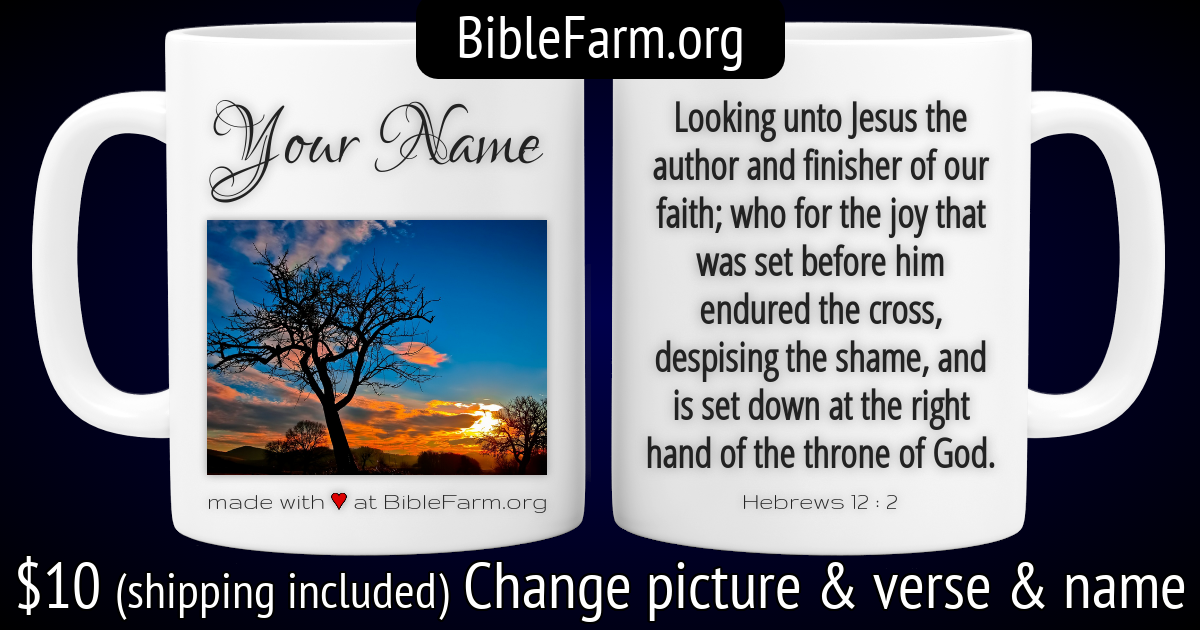 BibleFarm.org
Your Name
made with ♥ at BibleFarm.org
Looking unto Jesus the
author and finisher of our
faith; who for the joy that
was set before him
endured the cross,
despising the shame, and
is set down at the right
hand of the throne of God.
Hebrews 12 : 2
$10 (shipping included) Change picture & verse & name